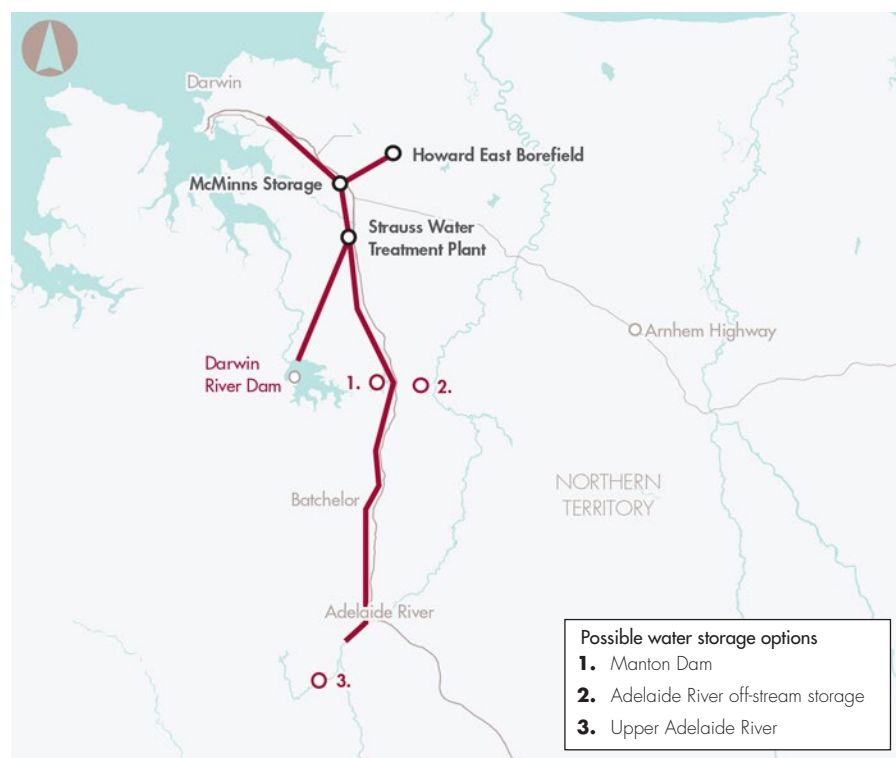 Darwin
Howard East Borefield
McMinns Storage
Strauss Water
Treatment Plant
Arnhem Highway
Darwin
River Dam
1.
2.
NORTHERN
TERRITORY
Batchelor
Adelaide River
3.
Possible water storage options
1. Manton Dam
2. Adelaide River off-stream storage
3. Upper Adelaide River